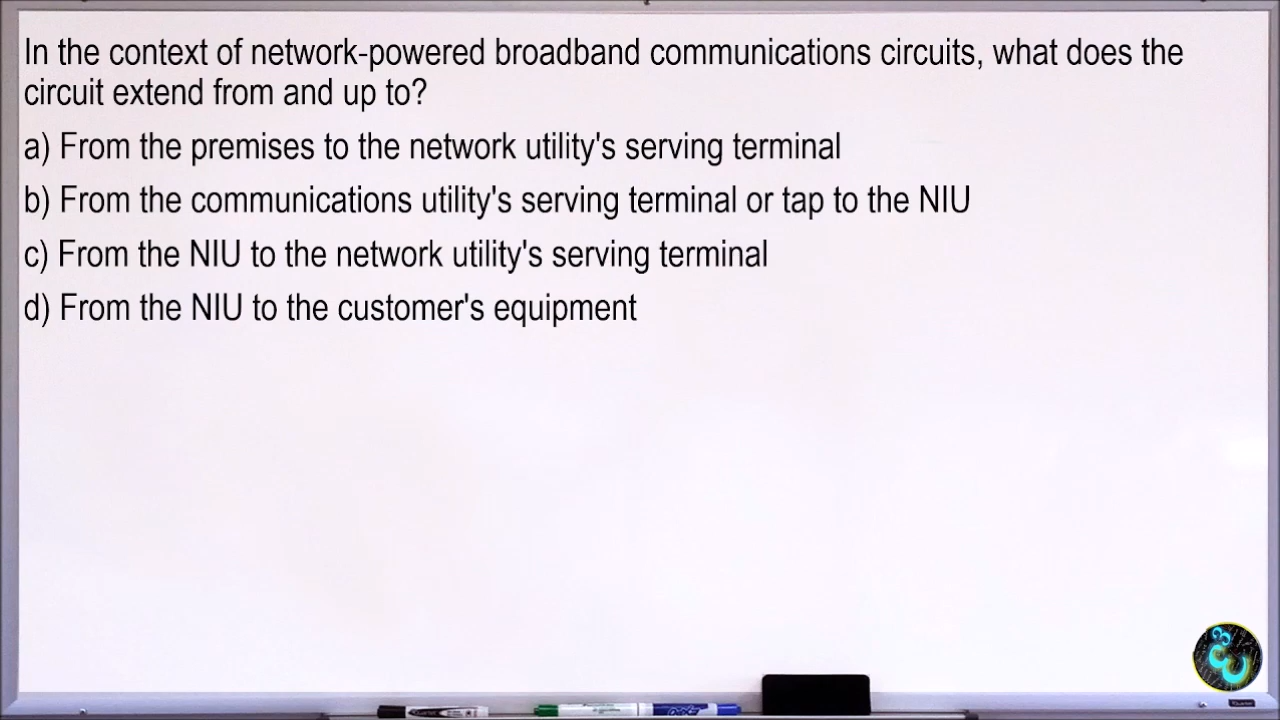 In the context of network-powered broadband communications circuits, what does the
circuit extend from and up to?
a) From the premises to the network utility's serving terminal
b) From the communications utility's serving terminal or tap to the NIU
c) From the NIU to the network utility's serving terminal
d) From the NIU to the customer's equipment